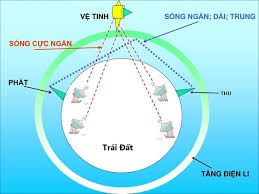 VỆ TINH
SÓNG NGẮN; DÀI; TRUNG
SÓNG CỰC NGẮN
PHÁT
THU
Trái Đất
TẦNG ĐIỆN LI